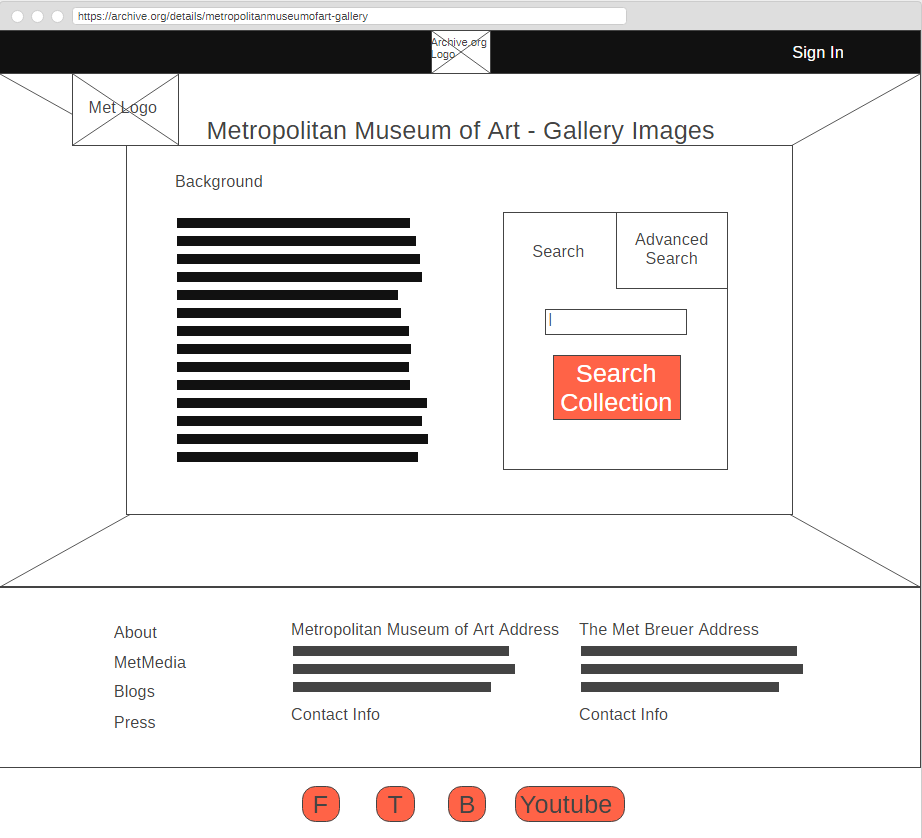 https://archive.org/details/metropolitanmuseumofart-gallery
Archive.org
Logo
Sign In
Met Logo
Metropolitan Museum of Art - Gallery Images
Background
Search
Advanced
Search
Search
Collection
About
MetMedia
Blogs
Press
Metropolitan Museum of Art Address
Contact Info
The Met Breuer Address
Contact Info
F
T
B
Youtube